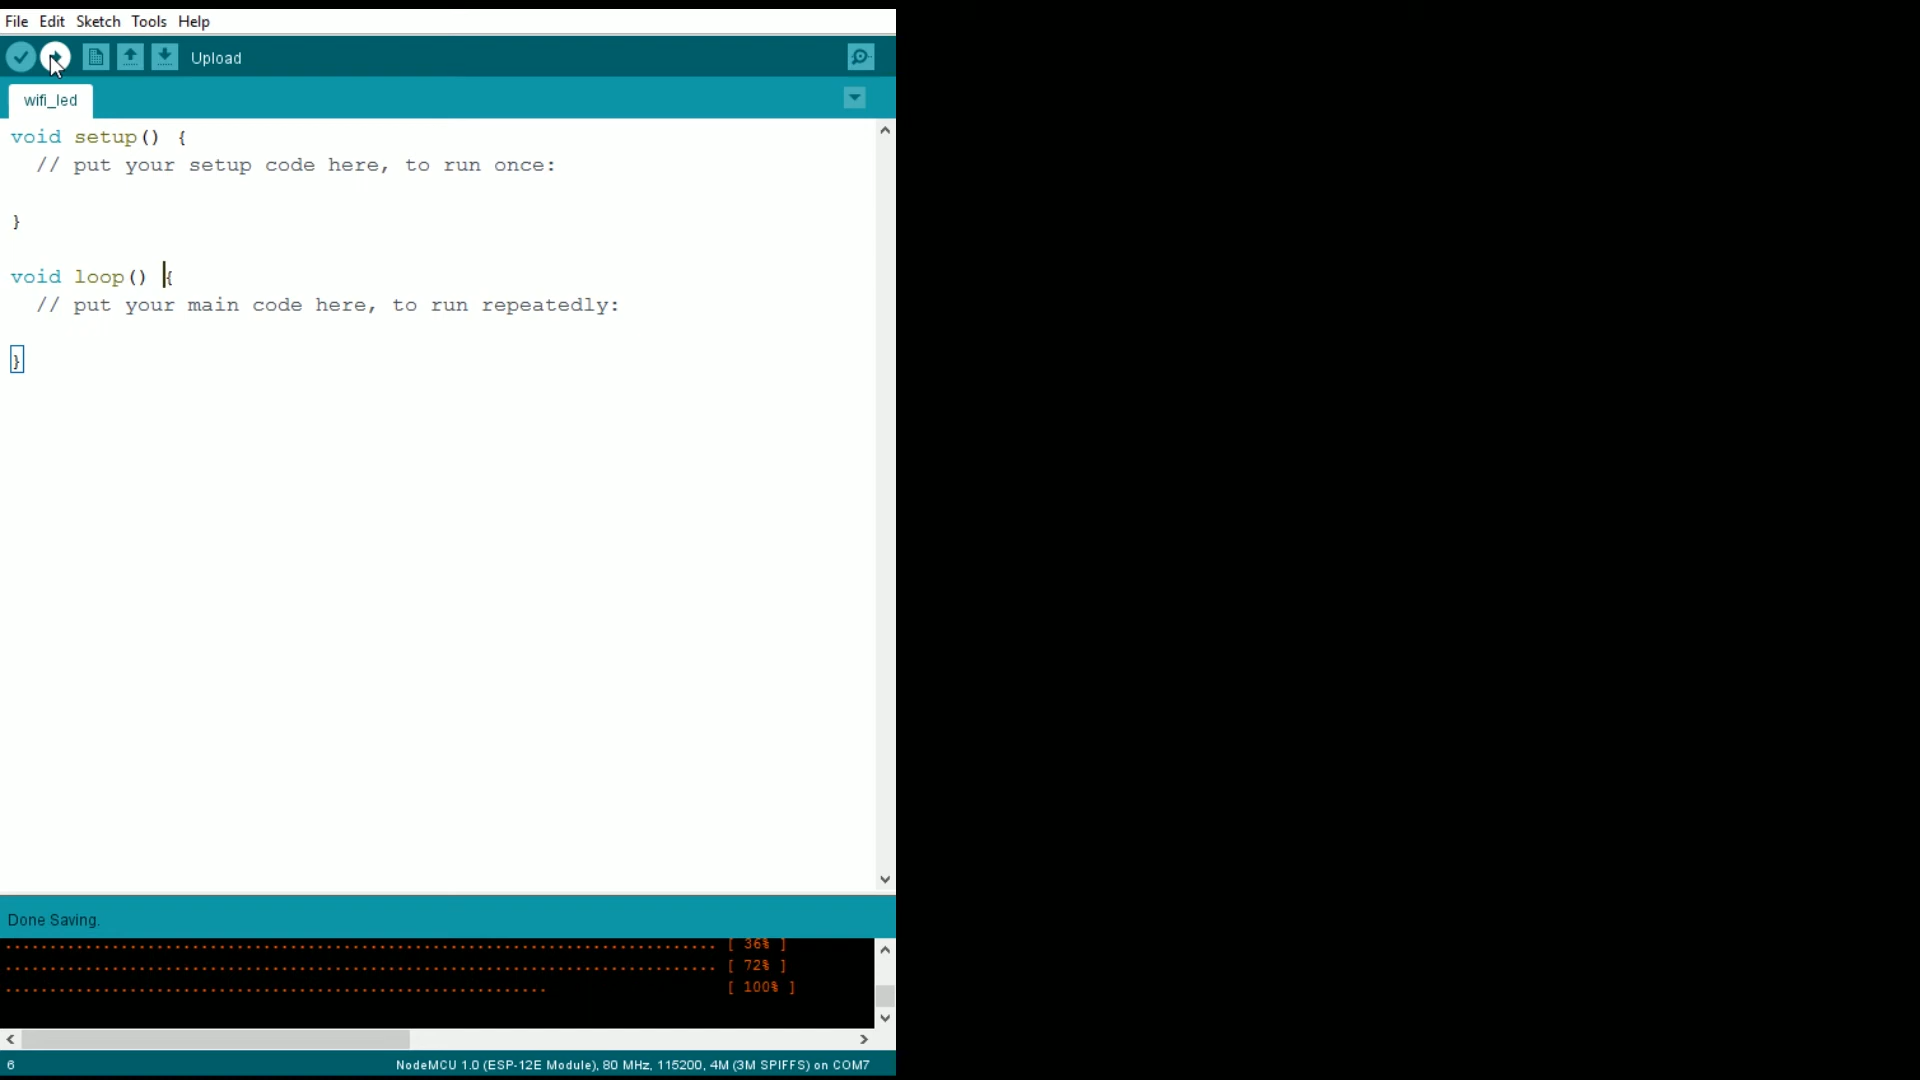 File Edit Sketch Tools Help
Upload
wifi_led
void setup() {
  // put your setup code here, to run once:
}
void loop() {
  // put your main code here, to run repeatedly:
}
Done Saving.
................................................................................ [ 36% ]
................................................................................ [ 72% ]
............................................................. [ 100% ]
6
NodeMCU 1.0 (ESP-12E Module), 80 MHz, 115200, 4M (3M SPIFFS) on COM7